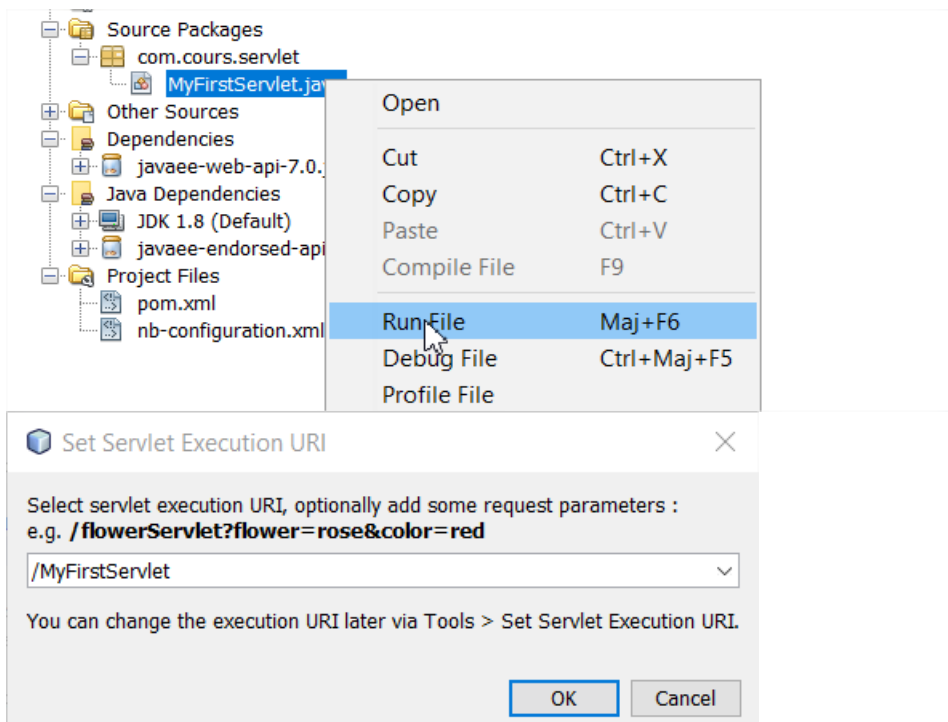 Source Packages
com.cours.servlet
MyFirstServlet.jav
Other Sources
Dependencies
javaee-web-api-7.0.
Java Dependencies
JDK 1.8 (Default)
javaee-endorsed-api
Project Files
pom.xml
nb-configuration.xml
Open
Cut Ctrl+X
Copy Ctrl+C
Paste Ctrl+V
Compile File F9
Run File Maj+F6
Debug File Ctrl+Maj+F5
Profile File
Set Servlet Execution URI
Select servlet execution URI, optionally add some request parameters :
e.g. /flowerServlet?flower=rose&color=red
/MyFirstServlet
You can change the execution URI later via Tools > Set Servlet Execution URI.
OK Cancel